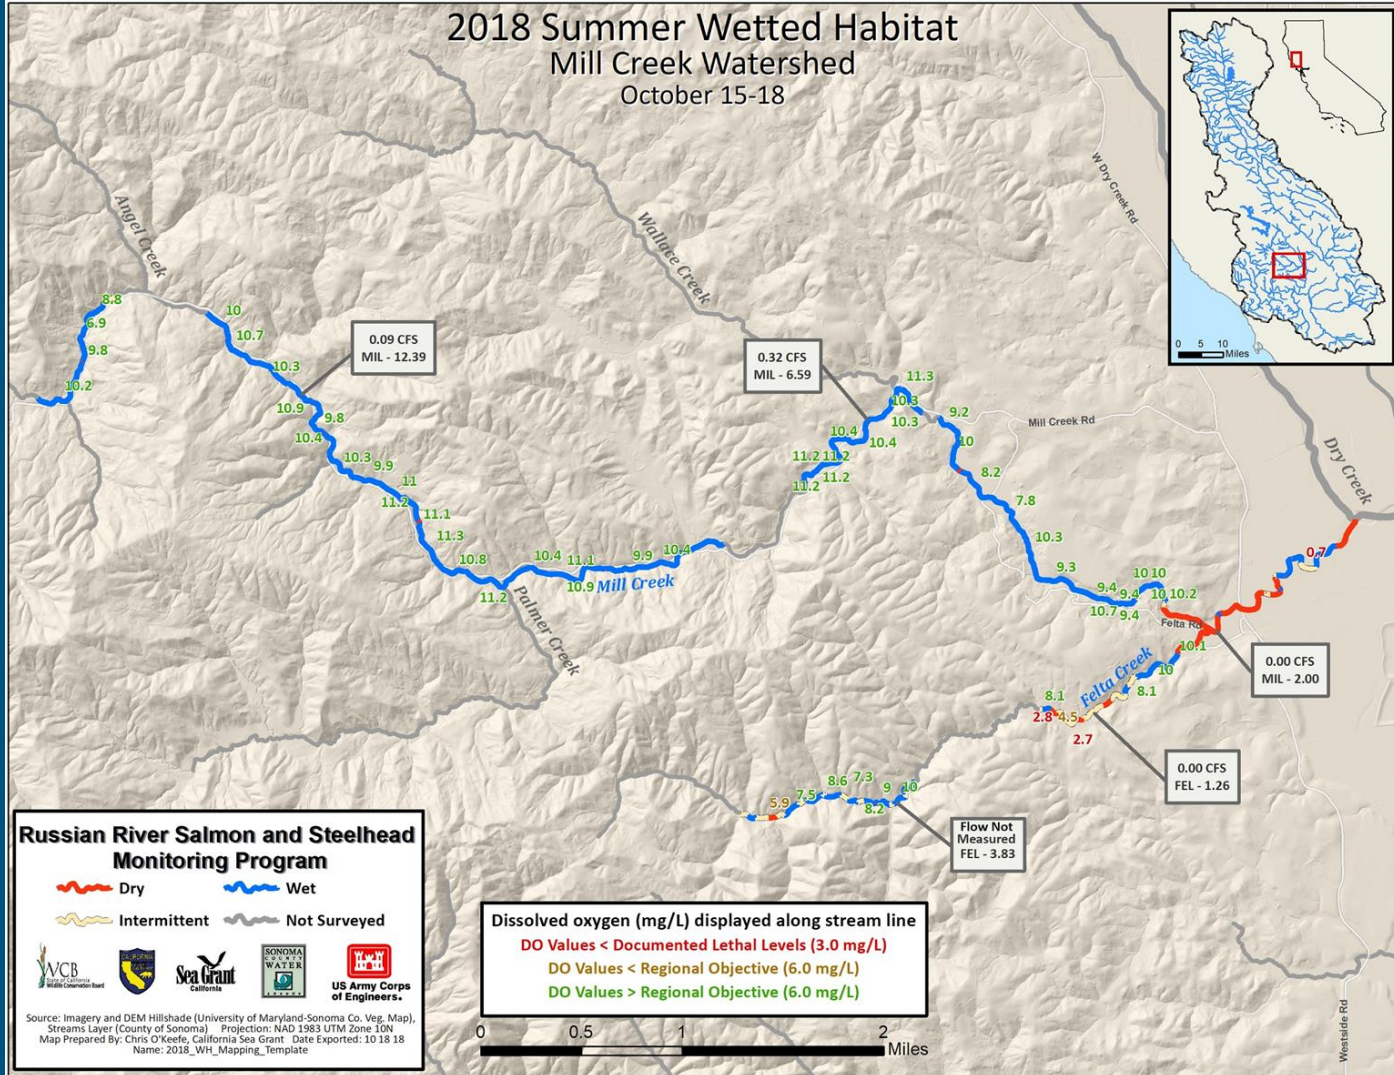 2018 Summer Wetted Habitat
Mill Creek Watershed
October 15-18
0 5 10
Miles
W Dry Creek Rd
Angel Creek
Wallace Creek
8.8
6.9
9.8
10.2
10
10.7
10.3
10.9
9.8
10.4
10.3
9.9
11
11.2
11.1
11.3
10.8
11.2
10.4
11.1
10.9
9.9
10.4
Mill Creek
Palmer Creek
0.09 CFS
MIL - 12.39
0.32 CFS
MIL - 6.59
11.3
10.3
10.3
10.4
10.4
11.2 11.2
11.2
11.2
9.2
10
8.2
7.8
10.3
9.3
9.4
9.4
10.7
9.4
10 10
10 10.2
Mill Creek Rd
Dry Creek
0.7
Felta Rd
10.1
10
8.1
Felta Creek
8.1
2.8
4.5
2.7
0.00 CFS
MIL - 2.00
0.00 CFS
FEL - 1.26
5.9
7.5
8.6
7.3
8.2
9
10
Flow Not
Measured
FEL - 3.83
Westside Rd
Russian River Salmon and Steelhead
Monitoring Program
Dry
Wet
Intermittent
Not Surveyed
WCB
State of California
Wildlife Conservation Board
CALIFORNIA
Sea Grant
California
SONOMA
COUNTY
WATER
AGENCY
US Army Corps
of Engineers®
Source: Imagery and DEM Hillshade (University of Maryland-Sonoma Co. Veg. Map),
Streams Layer (County of Sonoma) Projection: NAD 1983 UTM Zone 10N
Map Prepared By: Chris O'Keefe, California Sea Grant Date Exported: 10 18 18
Name: 2018_WH_Mapping_Template
Dissolved oxygen (mg/L) displayed along stream line
DO Values < Documented Lethal Levels (3.0 mg/L)
DO Values < Regional Objective (6.0 mg/L)
DO Values > Regional Objective (6.0 mg/L)
0 0.5 1 2
Miles